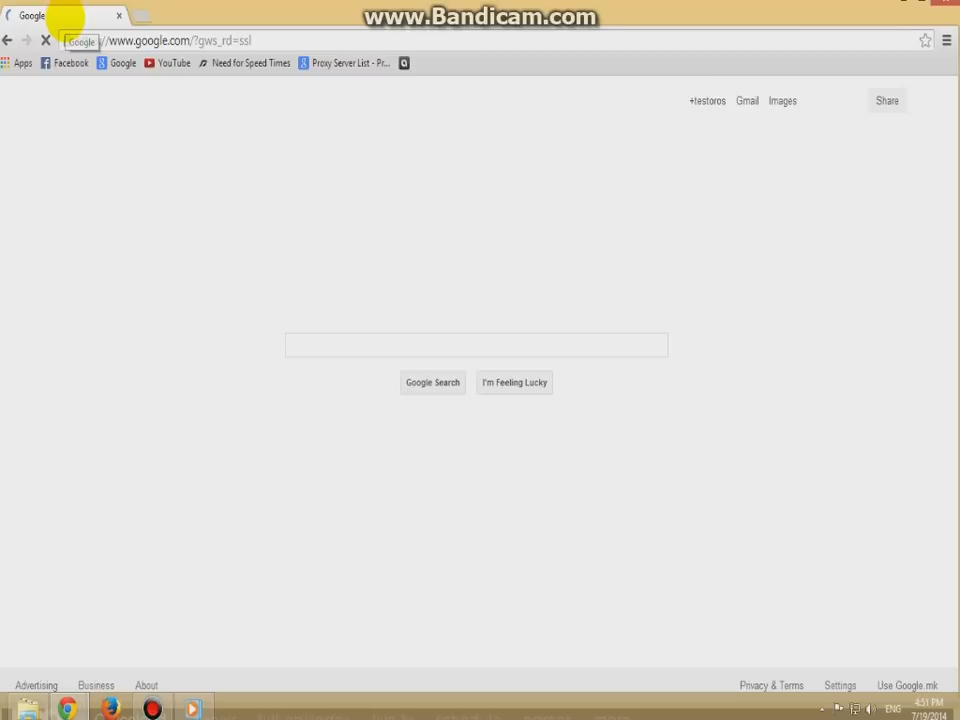 www.Bandicam.com
Google
//www.google.com/?gws_rd=ssl
Google
Apps Facebook Google YouTube Need for Speed Times Proxy Server List - Pr...
+testoros Gmail Images Share
Google Search I'm Feeling Lucky
Advertising Business About Privacy & Terms Settings Use Google.mk
ENG 4:51 PM
7/19/2014